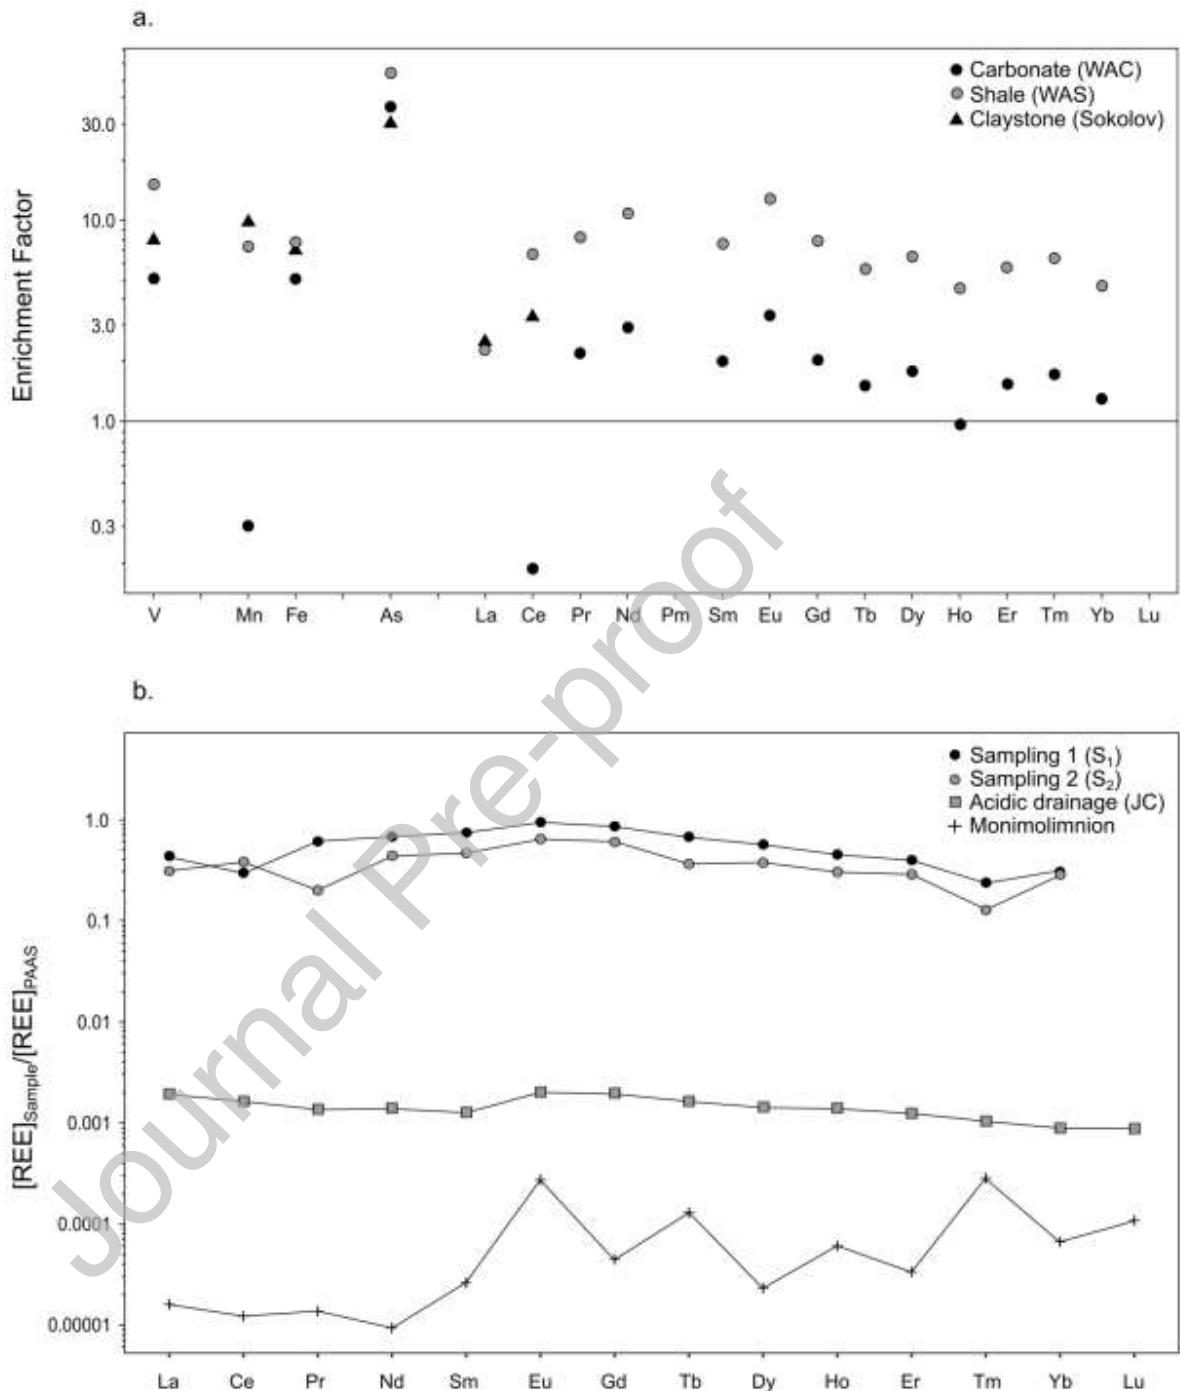 a.
Carbonate (WAC)
Shale (WAS)
Claystone (Sokolov)
Enrichment Factor
30.0
10.0
3.0
1.0
0.3
V Mn Fe As La Ce Pr Nd Pm Sm Eu Gd Tb Dy Ho Er Tm Yb Lu
Journal Pre-proof
b.
Sampling 1 (S₁)
Sampling 2 (S₂)
Acidic drainage (JC)
Monimolimnion
[REE]Sample/[REE]PAAS
1.0
0.1
0.01
0.001
0.0001
0.00001
La Ce Pr Nd Sm Eu Gd Tb Dy Ho Er Tm Yb Lu